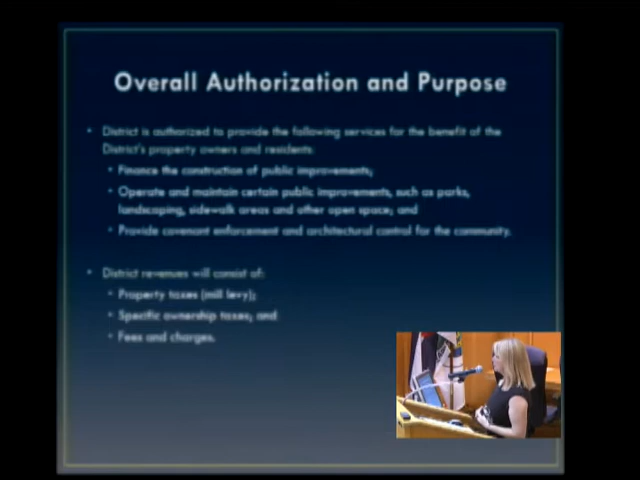 Overall Authorization and Purpose
• District is authorized to provide the following services for the benefit of the
District's property owners and residents:
• Finance the construction of public improvements;
• Operate and maintain certain public improvements, such as parks,
landscaping, sidewalk areas and other open space; and
• Provide covenant enforcement and architectural control for the community.
• District revenues will consist of:
• Property taxes (mill levy);
• Specific ownership taxes; and
• Fees and charges.